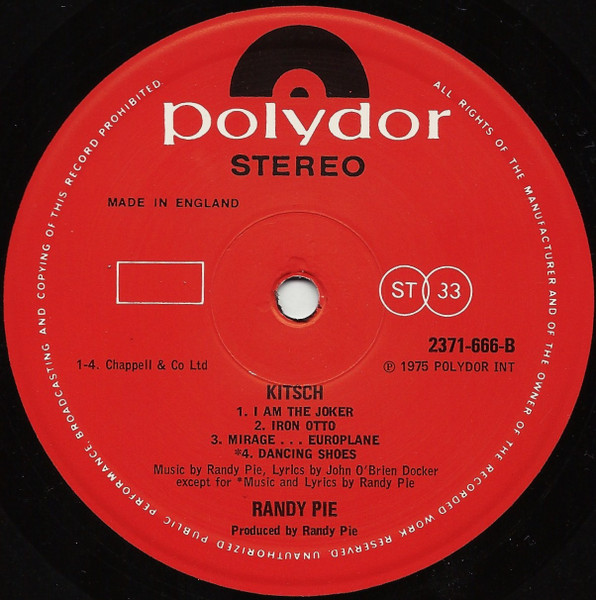 polydor
STEREO
MADE IN ENGLAND
ST 33
2371-666-B
1-4. Chappell & Co Ltd
Ⓟ 1975 POLYDOR INT
KITSCH
1. I AM THE JOKER
2. IRON OTTO
3. MIRAGE . . . EUROPLANE
*4. DANCING SHOES
Music by Randy Pie, Lyrics by John O'Brien Docker
except for *Music and Lyrics by Randy Pie
RANDY PIE
Produced by Randy Pie
ALL RIGHTS OF THE MANUFACTURER AND OF THE OWNER OF THE RECORDED WORK RESERVED. UNAUTHORIZED PUBLIC PERFORMANCE, BROADCASTING AND COPYING OF THIS RECORD PROHIBITED